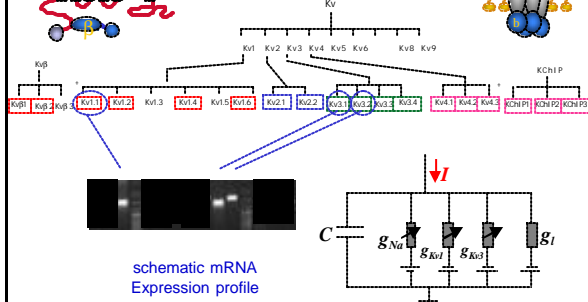 β
b
Kv
Kv1 Kv2 Kv3 Kv4 Kv5 Kv6 Kv8 Kv9
Kvβ
KChIP
Kvβ1 Kvβ.2 Kvβ3 Kv1.1 Kv1.2 Kv1.3 Kv1.4 Kv1.5 Kv1.6 Kv2.1 Kv2.2 Kv3.1 Kv3.2 Kv3.3 Kv3.4 Kv4.1 Kv4.2 Kv4.3 KChIP1 KChIP2 KChIP3
I
C gNa gKv1 gKv3 gl
schematic mRNA
Expression profile